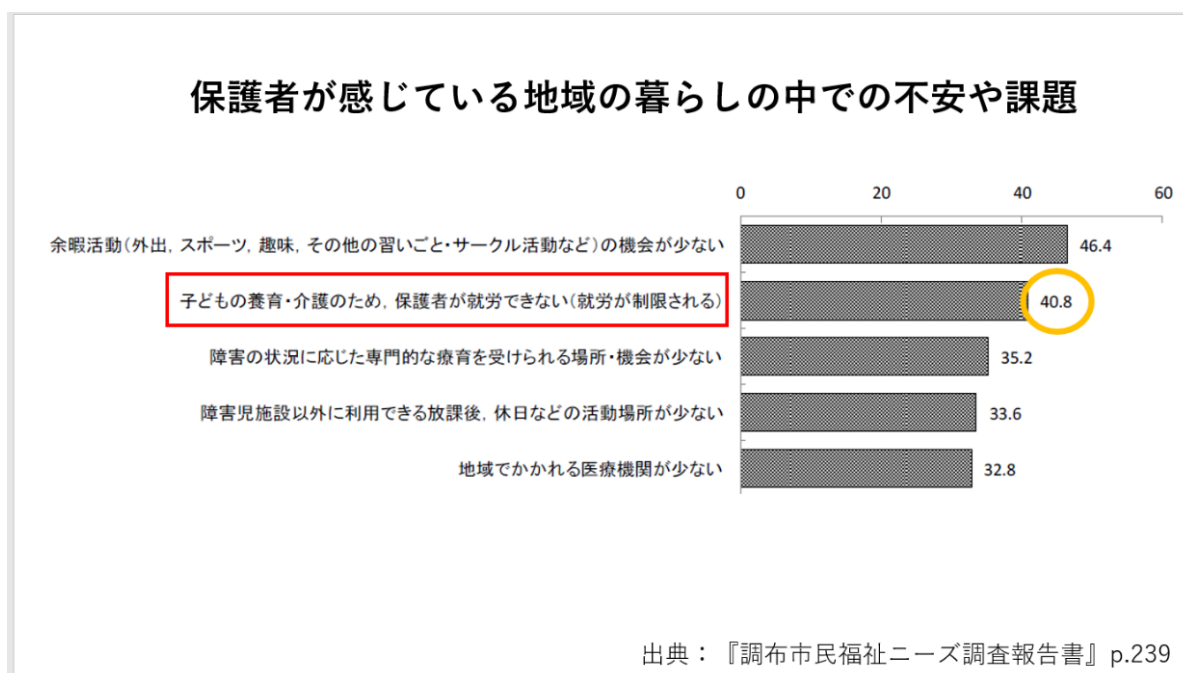 保護者が感じている地域の暮らしの中での不安や課題
0 20 40 60
余暇活動(外出, スポーツ, 趣味, その他の習いごと・サークル活動など)の機会が少ない 46.4
子どもの養育・介護のため, 保護者が就労できない(就労が制限される) 40.8
障害の状況に応じた専門的な療育を受けられる場所・機会が少ない 35.2
障害児施設以外に利用できる放課後, 休日などの活動場所が少ない 33.6
地域でかかれる医療機関が少ない 32.8
出典：『調布市民福祉ニーズ調査報告書』p.239